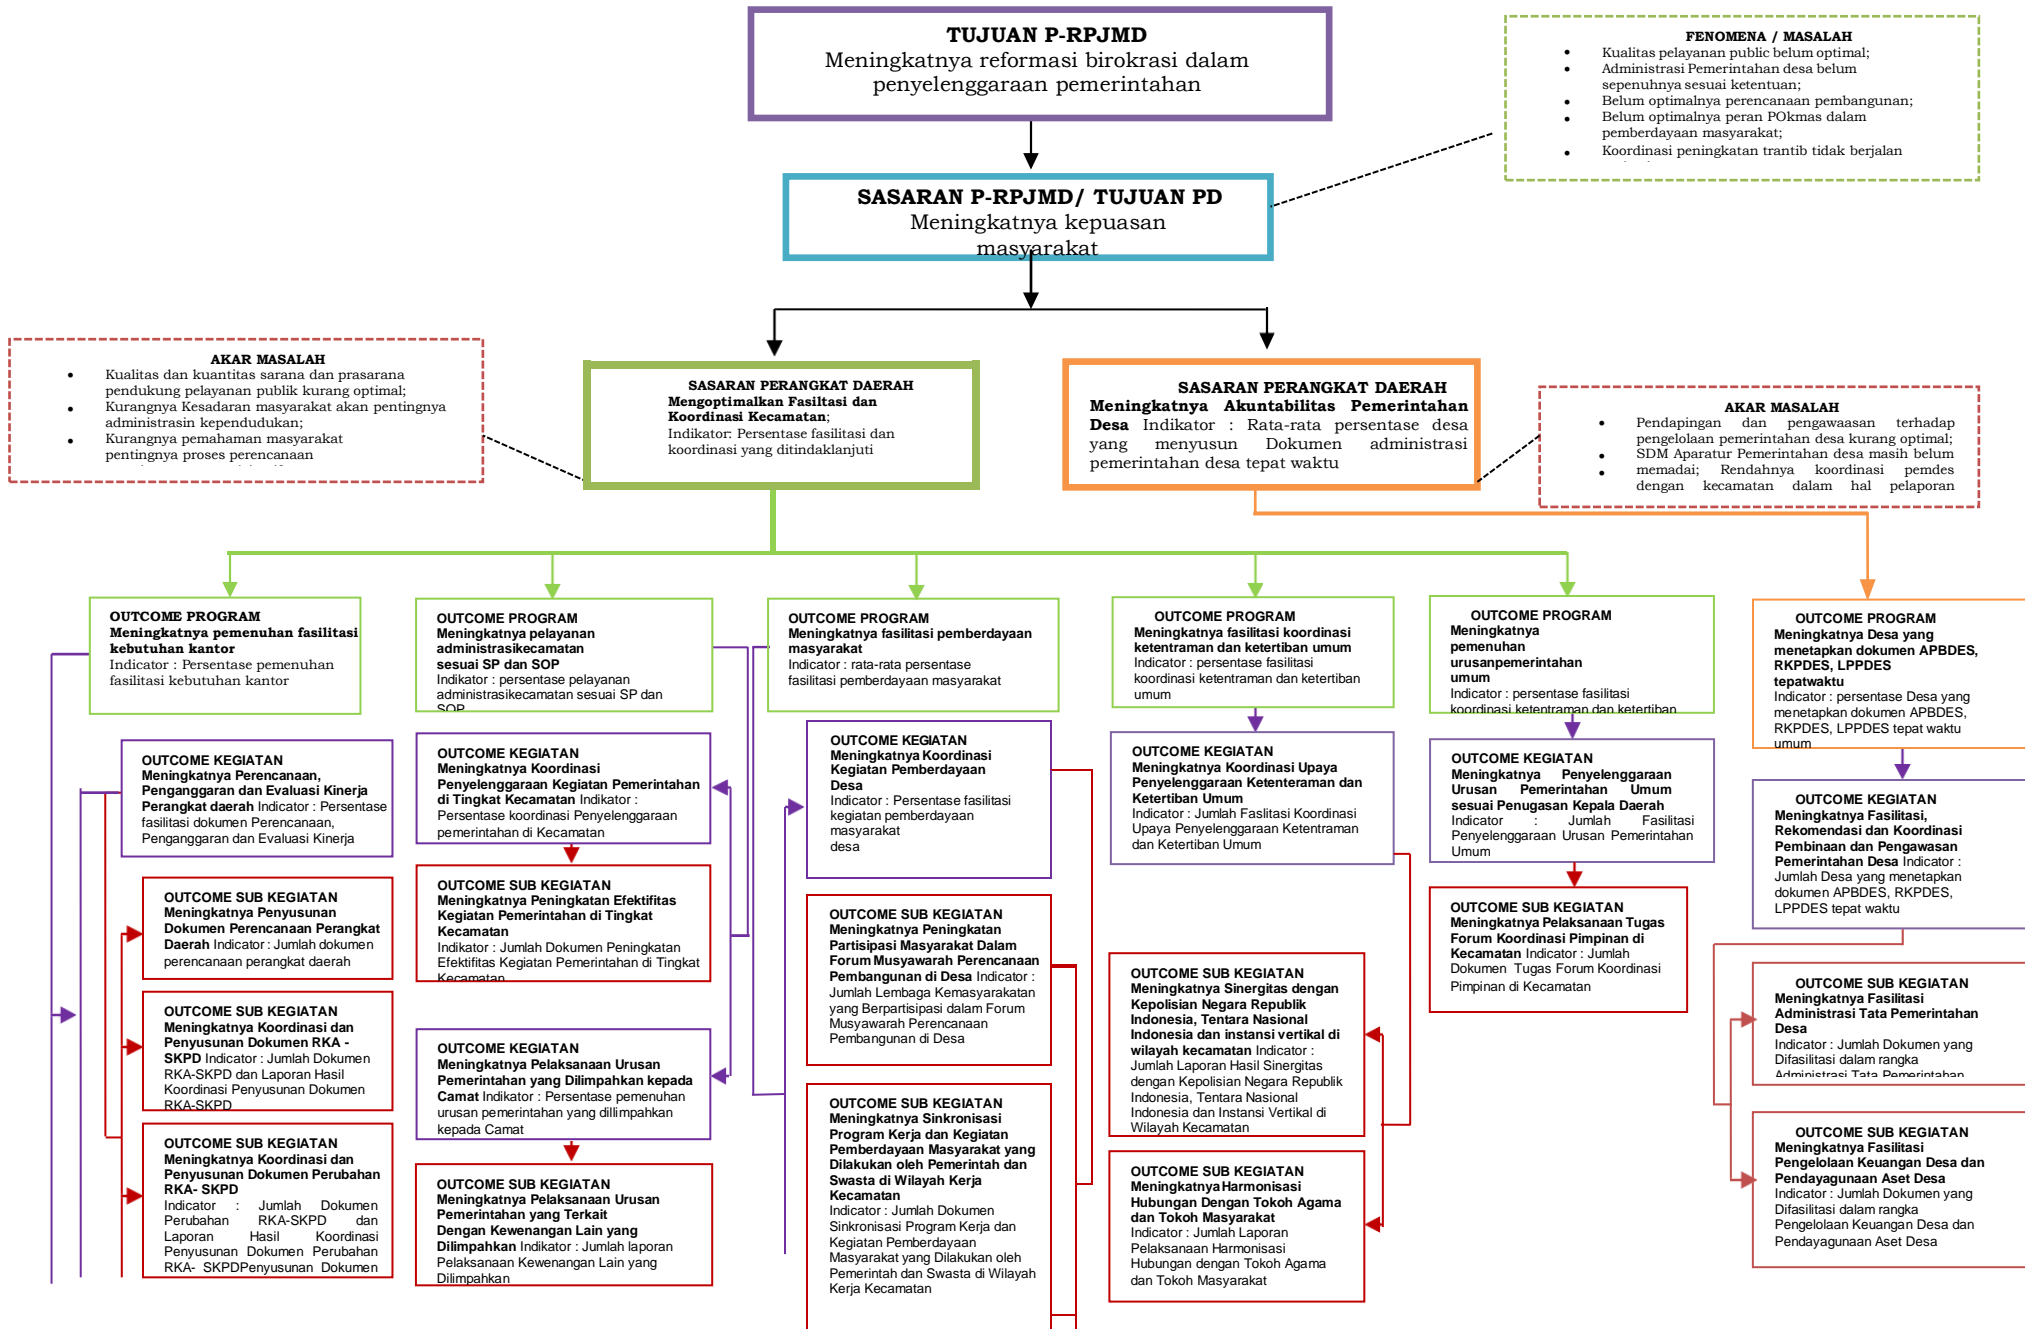 TUJUAN P-RPJMD
Meningkatnya reformasi birokrasi dalam
penyelenggaraan pemerintahan
FENOMENA / MASALAH
• Kualitas pelayanan public belum optimal;
• Administrasi Pemerintahan desa belum
sepenuhnya sesuai ketentuan;
• Belum optimalnya perencanaan pembangunan;
• Belum optimalnya peran POkmas dalam
pemberdayaan masyarakat;
• Koordinasi peningkatan trantib tidak berjalan
SASARAN P-RPJMD/ TUJUAN PD
Meningkatnya kepuasan
masyarakat
AKAR MASALAH
• Kualitas dan kuantitas sarana dan prasarana
pendukung pelayanan publik kurang optimal;
• Kurangnya Kesadaran masyarakat akan pentingnya
administrasin kependudukan;
• Kurangnya pemahaman masyarakat
pentingnya proses perencanaan
SASARAN PERANGKAT DAERAH
Mengoptimalkan Fasiltasi dan
Koordinasi Kecamatan;
Indikator: Persentase fasilitasi dan
koordinasi yang ditindaklanjuti
SASARAN PERANGKAT DAERAH
Meningkatnya Akuntabilitas Pemerintahan
Desa Indikator : Rata-rata persentase desa
yang menyusun Dokumen administrasi
pemerintahan desa tepat waktu
AKAR MASALAH
• Pendapingan dan pengawaasan terhadap
pengelolaan pemerintahan desa kurang optimal;
• SDM Aparatur Pemerintahan desa masih belum
• memadai; Rendahnya koordinasi pemdes
dengan kecamatan dalam hal pelaporan
OUTCOME PROGRAM
Meningkatnya pemenuhan fasilitasi
kebutuhan kantor
Indicator : Persentase pemenuhan
fasilitasi kebutuhan kantor
OUTCOME PROGRAM
Meningkatnya pelayanan
administrasikecamatan
sesuai SP dan SOP
Indikator : persentase pelayanan
administrasikecamatan sesuai SP dan
SOP
OUTCOME PROGRAM
Meningkatnya fasilitasi pemberdayaan
masyarakat
Indikator : rata-rata persentase
fasilitasi pemberdayaan masyarakat
OUTCOME PROGRAM
Meningkatnya fasilitasi koordinasi
ketentraman dan ketertiban umum
Indicator : persentase fasilitasi
koordinasi ketentraman dan ketertiban
umum
OUTCOME PROGRAM
Meningkatnya
pemenuhan
urusanpemerintahan
umum
Indicator : persentase fasilitasi
koordinasi ketentraman dan ketertiban
OUTCOME PROGRAM
Meningkatnya Desa yang
menetapkan dokumen APBDES,
RKPDES, LPPDES
tepatwaktu
Indicator : persentase Desa yang
menetapkan dokumen APBDES,
RKPDES, LPPDES tepat waktu
umum
OUTCOME KEGIATAN
Meningkatnya Perencanaan,
Penganggaran dan Evaluasi Kinerja
Perangkat daerah Indicator : Persentase
fasilitasi dokumen Perencanaan,
Penganggaran dan Evaluasi Kinerja
OUTCOME KEGIATAN
Meningkatnya Koordinasi
Penyelenggaraan Kegiatan Pemerintahan
di Tingkat Kecamatan Indikator :
Persentase koordinasi Penyelenggaraan
pemerintahan di Kecamatan
OUTCOME KEGIATAN
Meningkatnya Koordinasi
Kegiatan Pemberdayaan
Desa
Indicator : Persentase fasilitasi
kegiatan pemberdayaan
masyarakat
desa
OUTCOME KEGIATAN
Meningkatnya Koordinasi Upaya
Penyelenggaraan Ketenteraman dan
Ketertiban Umum
Indicator : Jumlah Faslitasi Koordinasi
Upaya Penyelenggaraan Ketentraman
dan Ketertiban Umum
OUTCOME KEGIATAN
Meningkatnya Penyelenggaraan
Urusan Pemerintahan Umum
sesuai Penugasan Kepala Daerah
Indicator : Jumlah Fasilitasi
Penyelenggaraan Urusan Pemerintahan
Umum
OUTCOME KEGIATAN
Meningkatnya Fasilitasi,
Rekomendasi dan Koordinasi
Pembinaan dan Pengawasan
Pemerintahan Desa Indicator :
Jumlah Desa yang menetapkan
dokumen APBDES, RKPDES,
LPPDES tepat waktu
OUTCOME SUB KEGIATAN
Meningkatnya Penyusunan
Dokumen Perencanaan Perangkat
Daerah Indicator : Jumlah dokumen
perencanaan perangkat daerah
OUTCOME SUB KEGIATAN
Meningkatnya Peningkatan Efektifitas
Kegiatan Pemerintahan di Tingkat
Kecamatan
Indikator : Jumlah Dokumen Peningkatan
Efektifitas Kegiatan Pemerintahan di Tingkat
Kecamatan
OUTCOME SUB KEGIATAN
Meningkatnya Peningkatan
Partisipasi Masyarakat Dalam
Forum Musyawarah Perencanaan
Pembangunan di Desa Indicator :
Jumlah Lembaga Kemasyarakatan
yang Berpartisipasi dalam Forum
Musyawarah Perencanaan
Pembangunan di Desa
OUTCOME SUB KEGIATAN
Meningkatnya Sinergitas dengan
Kepolisian Negara Republik
Indonesia, Tentara Nasional
Indonesia dan instansi vertikal di
wilayah kecamatan Indicator :
Jumlah Laporan Hasil Sinergitas
dengan Kepolisian Negara Republik
Indonesia, Tentara Nasional
Indonesia dan Instansi Vertikal di
Wilayah Kecamatan
OUTCOME SUB KEGIATAN
Meningkatnya Pelaksanaan Tugas
Forum Koordinasi Pimpinan di
Kecamatan Indicator : Jumlah
Dokumen Tugas Forum Koordinasi
Pimpinan di Kecamatan
OUTCOME SUB KEGIATAN
Meningkatnya Fasilitasi
Administrasi Tata Pemerintahan
Desa
Indicator : Jumlah Dokumen yang
Difasilitasi dalam rangka
Administrasi Tata Pemerintahan
OUTCOME SUB KEGIATAN
Meningkatnya Koordinasi dan
Penyusunan Dokumen RKA -
SKPD Indicator : Jumlah Dokumen
RKA-SKPD dan Laporan Hasil
Koordinasi Penyusunan Dokumen
RKA-SKPD
OUTCOME KEGIATAN
Meningkatnya Pelaksanaan Urusan
Pemerintahan yang Dilimpahkan kepada
Camat Indikator : Persentase pemenuhan
urusan pemerintahan yang dillimpahkan
kepada Camat
OUTCOME SUB KEGIATAN
Meningkatnya Sinkronisasi
Program Kerja dan Kegiatan
Pemberdayaan Masyarakat yang
Dilakukan oleh Pemerintah dan
Swasta di Wilayah Kerja
Kecamatan
Indicator : Jumlah Dokumen
Sinkronisasi Program Kerja dan
Kegiatan Pemberdayaan
Masyarakat yang Dilakukan oleh
Pemerintah dan Swasta di Wilayah
Kerja Kecamatan
OUTCOME SUB KEGIATAN
MeningkatnyaHarmonisasi
Hubungan Dengan Tokoh Agama
dan Tokoh Masyarakat
Indicator : Jumlah Laporan
Pelaksanaan Harmonisasi
Hubungan dengan Tokoh Agama
dan Tokoh Masyarakat
OUTCOME SUB KEGIATAN
Meningkatnya Fasilitasi
Pengelolaan Keuangan Desa dan
Pendayagunaan Aset Desa
Indicator : Jumlah Dokumen yang
Difasilitasi dalam rangka
Pengelolaan Keuangan Desa dan
Pendayagunaan Aset Desa
OUTCOME SUB KEGIATAN
Meningkatnya Koordinasi dan
Penyusunan Dokumen Perubahan
RKA- SKPD
Indicator : Jumlah Dokumen
Perubahan RKA-SKPD dan
Laporan Hasil Koordinasi
Penyusunan Dokumen Perubahan
RKA- SKPDPenyusunan Dokumen
OUTCOME SUB KEGIATAN
Meningkatnya Pelaksanaan Urusan
Pemerintahan yang Terkait
Dengan Kewenangan Lain yang
Dilimpahkan Indikator : Jumlah laporan
Pelaksanaan Kewenangan Lain yang
Dilimpahkan